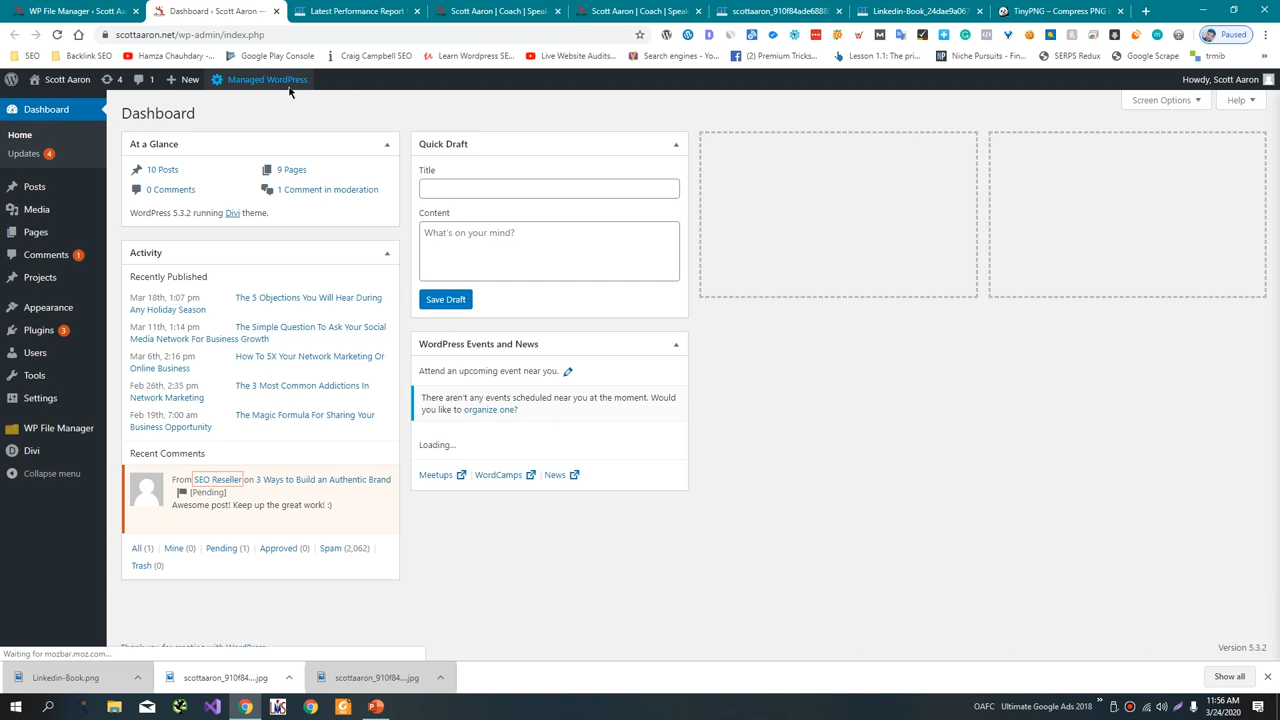 WP File Manager ‹ Scott Aaron —
Dashboard ‹ Scott Aaron —
Latest Performance Report
Scott Aaron | Coach | Speak
Scott Aaron | Coach | Speak
scottaaron_910f84ade6888
Linkedin-Book_24dae9a067
TinyPNG – Compress PNG i
scottaaron.net/wp-admin/index.php
Paused
SEO
Backlink SEO
Hamza Chauhdary -
Google Play Console
Craig Campbell SEO
Learn Wordpress SE...
Live Website Audits...
Search engines - Yo...
(2) Premium Assets...
Lesson 1.1: The pri...
Niche Pursuits - Fin...
SERPS Redux
Google Scrape
trmib
Scott Aaron
4
1
New
Managed WordPress
Howdy, Scott Aaron
Dashboard
Home
Updates 4
Posts
Media
Pages
Comments 1
Projects
Appearance
Plugins 3
Users
Tools
Settings
WP File Manager
Divi
Collapse menu
Dashboard
Screen Options
Help
At a Glance
10 Posts
9 Pages
0 Comments
1 Comment in moderation
WordPress 5.3.2 running Divi theme.
Activity
Recently Published
Mar 18th, 1:07 pm The 5 Objections You Will Hear During
Any Holiday Season
Mar 11th, 1:14 pm The Simple Question To Ask Your Social
Media Network For Business Growth
Mar 6th, 2:16 pm How To 5X Your Network Marketing Or
Online Business
Feb 26th, 2:35 pm The 3 Most Common Addictions In
Network Marketing
Feb 19th, 7:00 am The Magic Formula For Sharing Your
Business Opportunity
Recent Comments
From SEO Reseller on 3 Ways to Build an Authentic Brand
[Pending]
Awesome post! Keep up the great work! :)
All (1) | Mine (0) | Pending (1) | Approved (0) | Spam (2,062) |
Trash (0)
Quick Draft
Title
Content
What's on your mind?
Save Draft
WordPress Events and News
Attend an upcoming event near you.
There aren't any events scheduled near you at the moment. Would
you like to organize one?
Loading...
Meetups | WordCamps | News
Thank you for creating with WordPress.
Version 5.3.2
Waiting for mozbar.moz.com...
Linkedin-Book.png
scottaaron_910f84....jpg
scottaaron_910f84....jpg
Show all
OAFC Ultimate Google Ads 2018
11:56 AM
3/24/2020